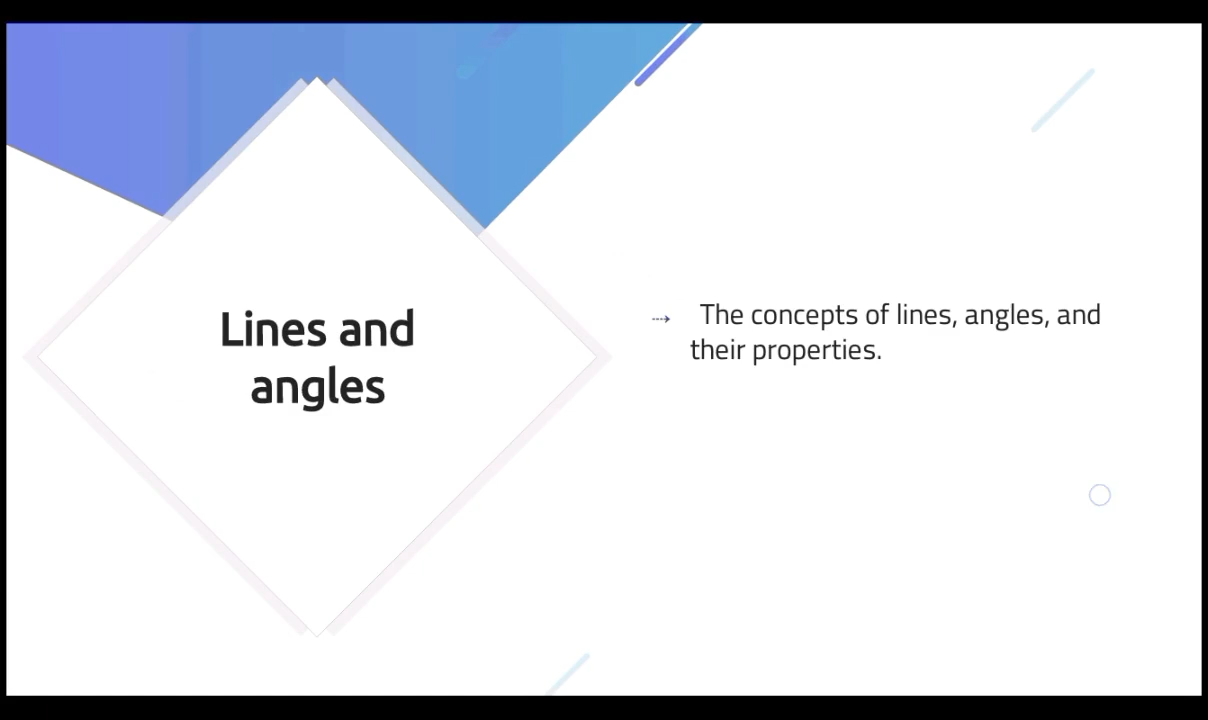 Lines and
angles
The concepts of lines, angles, and
their properties.